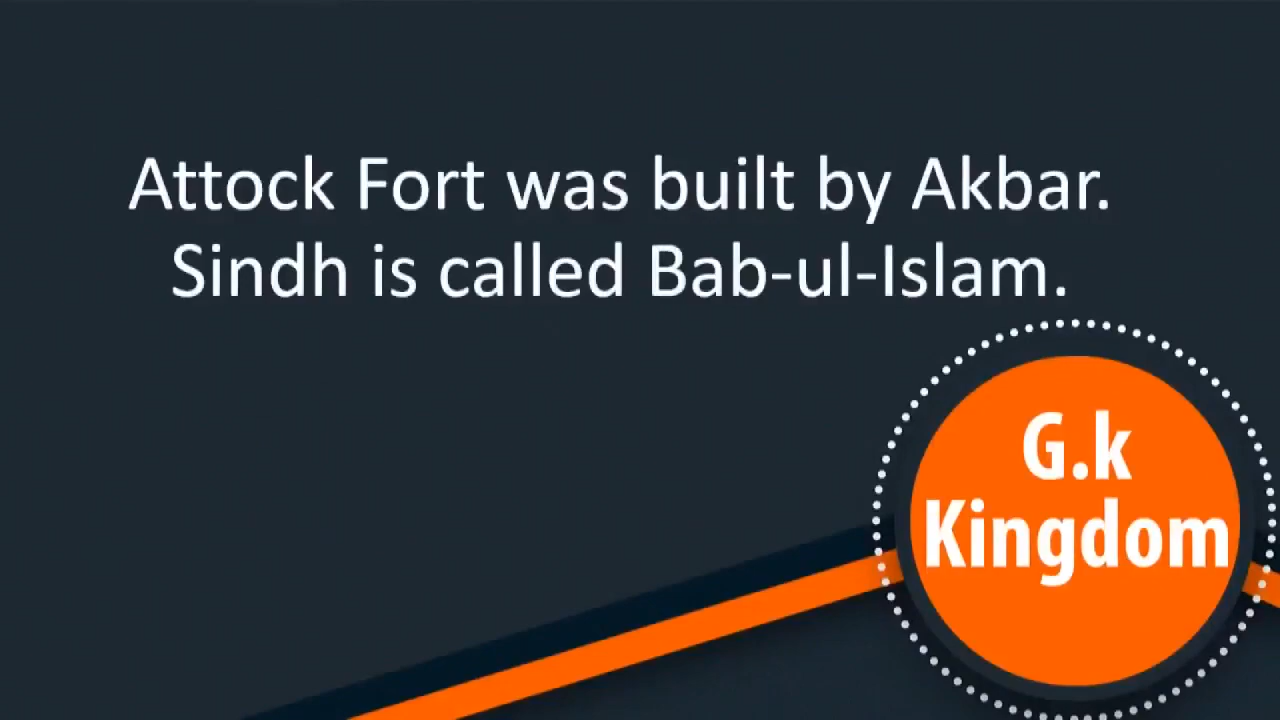 Attock Fort was built by Akbar.
Sindh is called Bab-ul-Islam.
G.k
Kingdom